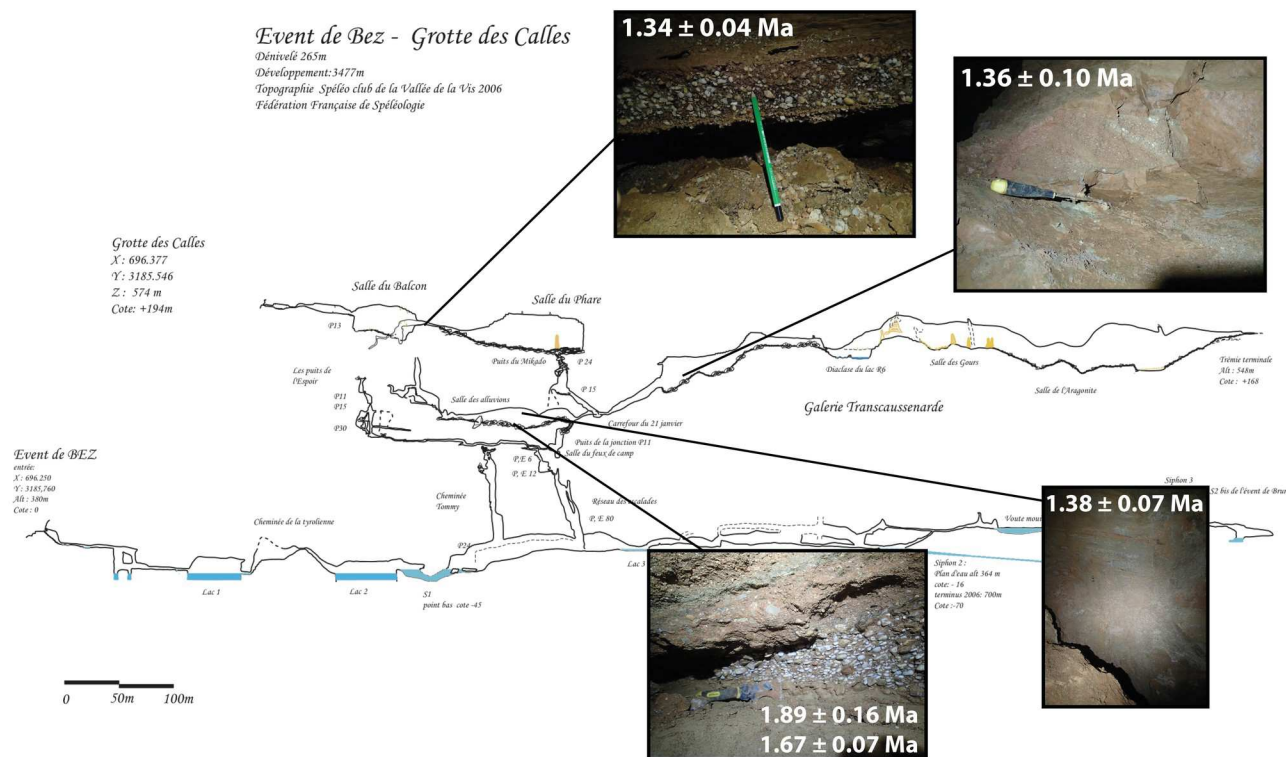 Event de Bez - Grotte des Calles
Dénivelé 265m
Développement:3477m
Topographie Spéléo club de la Vallée de la Vis 2006
Fédération Française de Spéléologie
1.34 ± 0.04 Ma
1.36 ± 0.10 Ma
Grotte des Calles
X : 696.377
Y : 3185.546
Z : 574 m
Cote: +194m
Salle du Balcon
Salle du Phare
P13
Puits du Mikado
P 24
Diaclase du lac R6
Salle des Gours
Salle de l'Aragonite
Trémie terminale
Alt : 548m
Cote : +168
Les puits de
l'Espoir
P11
P15
P30
P 15
Salle des alluvions
Galerie Transcaussenarde
Carrefour du 21 janvier
Puits de la jonction P11
Salle du feux de camp
P,E 6
P, E 12
Event de BEZ
entrée:
X : 696.250
Y : 3185,760
Alt : 380m
Cote : 0
Cheminée de la tyrolienne
Cheminée
Tommy
Réseau des escalades
P, E 80
P24
Lac 1
Lac 2
S1
point bas cote -45
Lac 3
Siphon 3
S2 bis de l'évent de Brun
Voute mou
1.38 ± 0.07 Ma
Siphon 2 :
Plan d'eau alt 364 m
cote: - 16
terminus 2006: 700m
Cote :-70
1.89 ± 0.16 Ma
1.67 ± 0.07 Ma
0 50m 100m